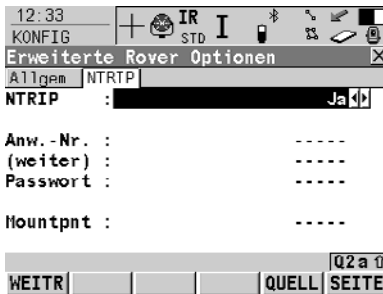 12:33
KONFIG
IR
STD
I
Erweiterte Rover Optionen X
Allgem NTRIP
NTRIP : Ja
Anw.-Nr. : -----
(weiter) : -----
Passwort : -----
Mountpnt : -----
Q2a⇧
WEITR QUELL SEITE